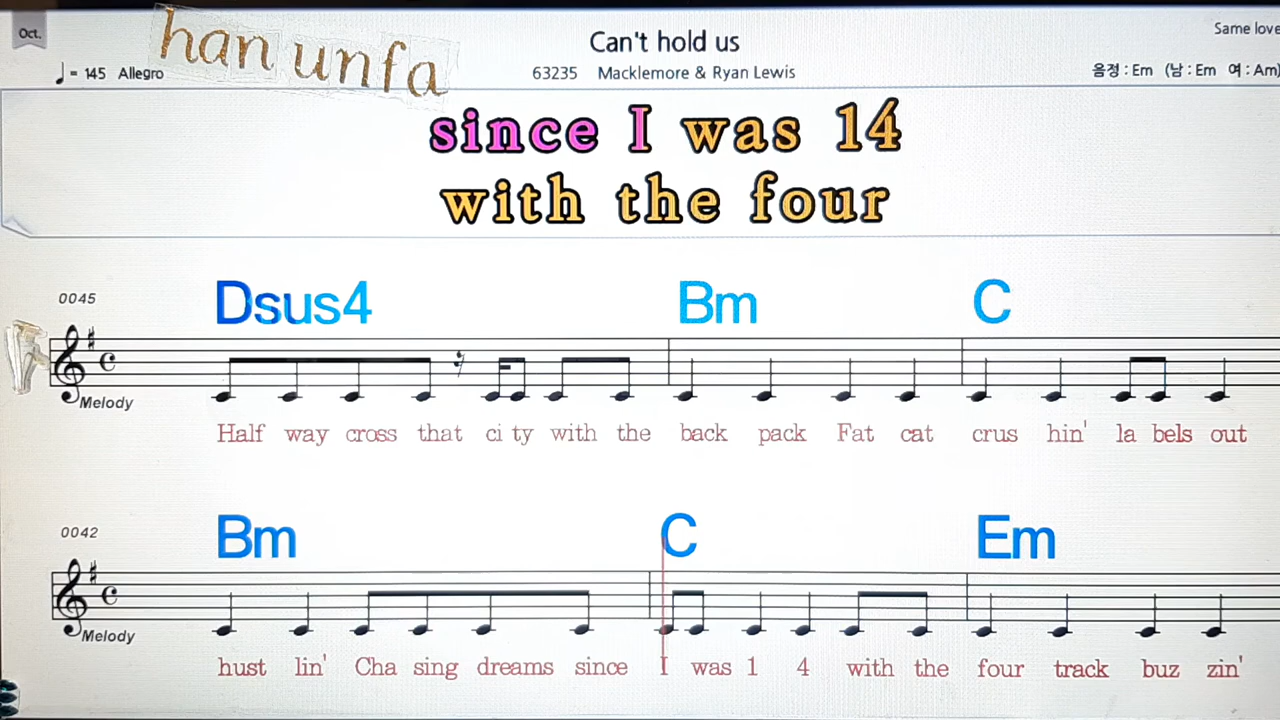 Oct.
han unfa
♩= 145 Allegro
Can't hold us
63235 Macklemore & Ryan Lewis
Same love
음정 : Em (남 : Em 여 : Am)
since I was 14
with the four
0045
Dsus4 Bm C
Melody
Half way cross that ci ty with the back pack Fat cat crus hin' la bels out
0042
Bm C Em
Melody
hust lin' Cha sing dreams since I was 1 4 with the four track buz zin'